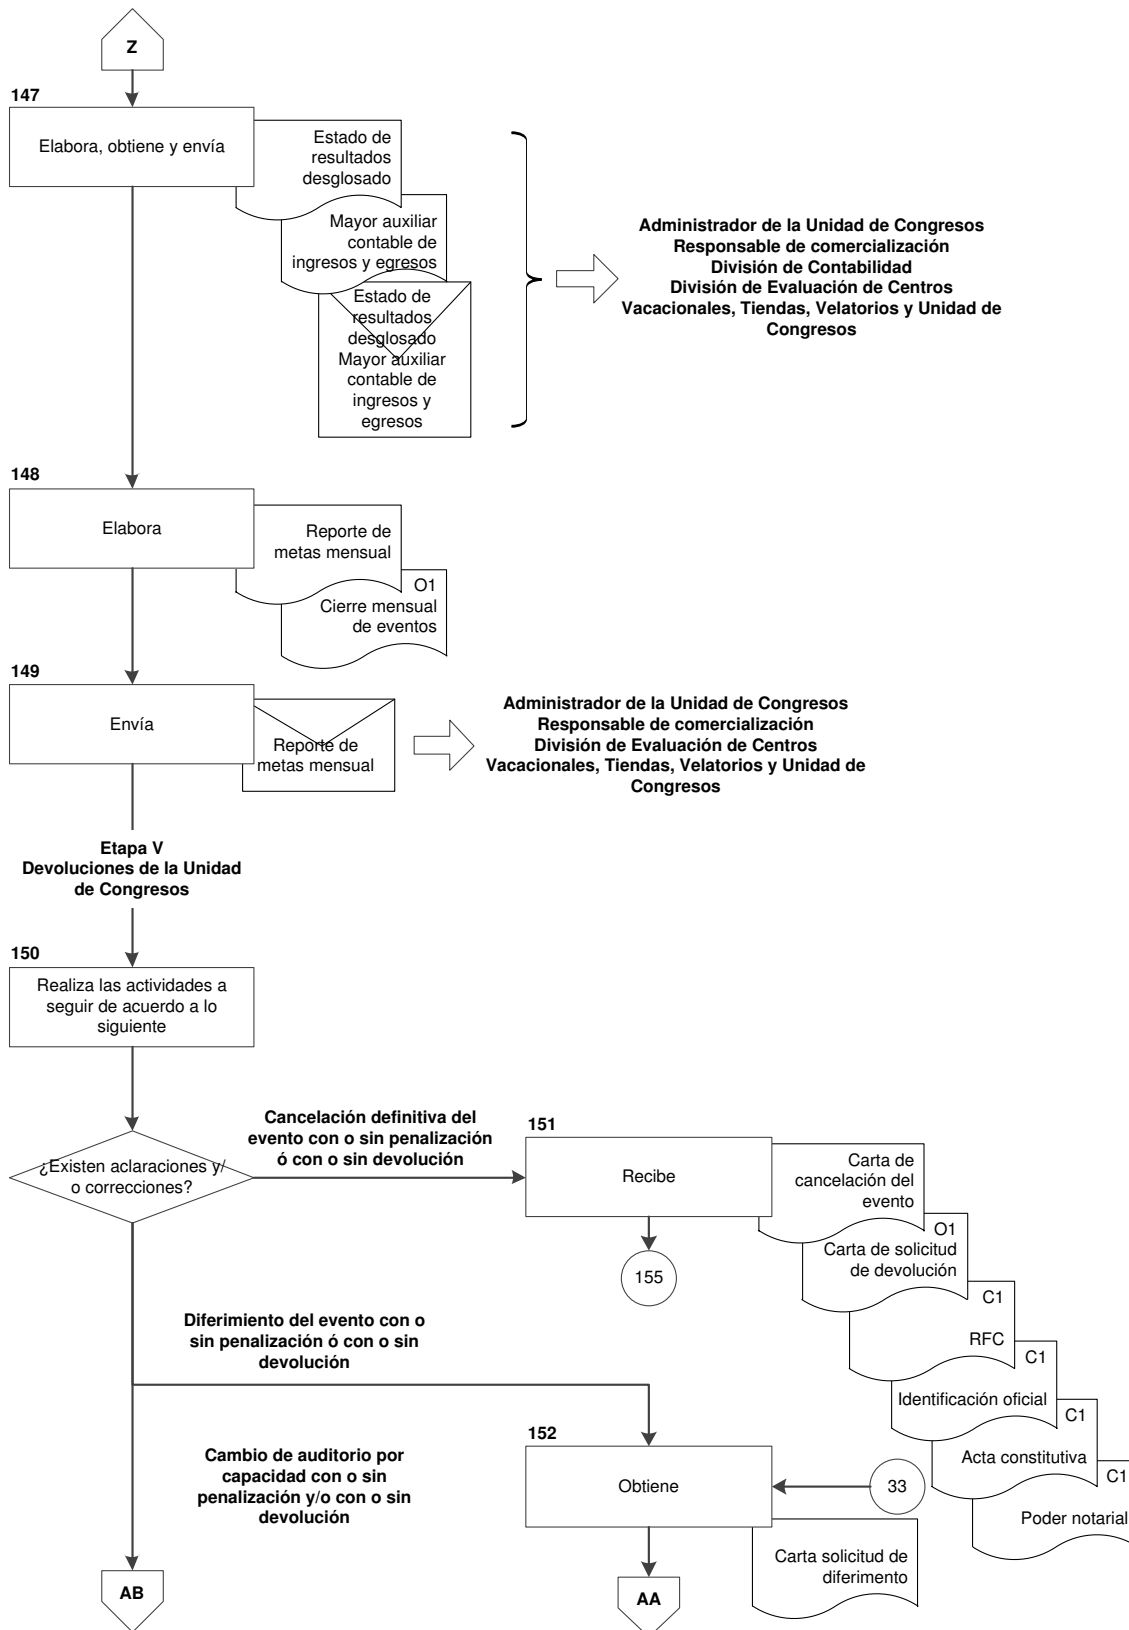 Z
147
Elabora, obtiene y envía
Estado de
resultados
desglosado
Mayor auxiliar
contable de
ingresos y egresos
Estado de
resultados
desglosado
Mayor auxiliar
contable de
ingresos y
egresos
Administrador de la Unidad de Congresos
Responsable de comercialización
División de Contabilidad
División de Evaluación de Centros
Vacacionales, Tiendas, Velatorios y Unidad de
Congresos
148
Elabora
Reporte de
metas mensual
O1
Cierre mensual
de eventos
149
Envía
Reporte de
metas mensual
Administrador de la Unidad de Congresos
Responsable de comercialización
División de Evaluación de Centros
Vacacionales, Tiendas, Velatorios y Unidad de
Congresos
Etapa V
Devoluciones de la Unidad
de Congresos
150
Realiza las actividades a
seguir de acuerdo a lo
siguiente
¿Existen aclaraciones y/
o correcciones?
Cancelación definitiva del
evento con o sin penalización
ó con o sin devolución
151
Recibe
Carta de
cancelación del
evento
O1
Carta de solicitud
de devolución
C1
RFC
C1
Identificación oficial
C1
Acta constitutiva
C1
Poder notarial
155
Diferimiento del evento con o
sin penalización ó con o sin
devolución
152
Obtiene
33
Carta solicitud de
diferimento
Cambio de auditorio por
capacidad con o sin
penalización y/o con o sin
devolución
AB
AA